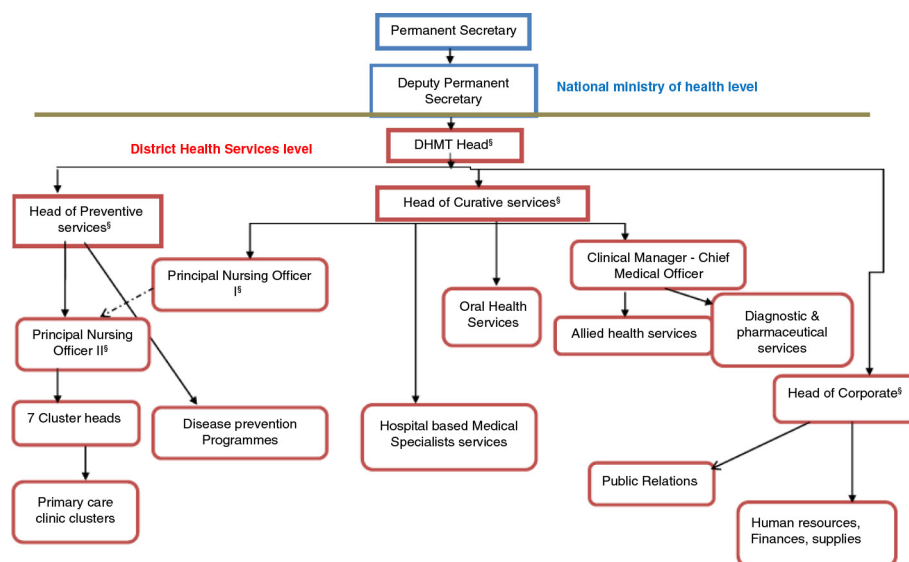 Permanent Secretary
Deputy Permanent
Secretary
National ministry of health level
District Health Services level
DHMT Head§
Head of Preventive
services§
Head of Curative services§
Principal Nursing Officer
I§
Clinical Manager - Chief
Medical Officer
Oral Health
Services
Allied health services
Diagnostic &
pharmaceutical
services
Principal Nursing
Officer II§
Head of Corporate§
7 Cluster heads
Disease prevention
Programmes
Hospital based Medical
Specialists services
Public Relations
Primary care
clinic clusters
Human resources,
Finances, supplies